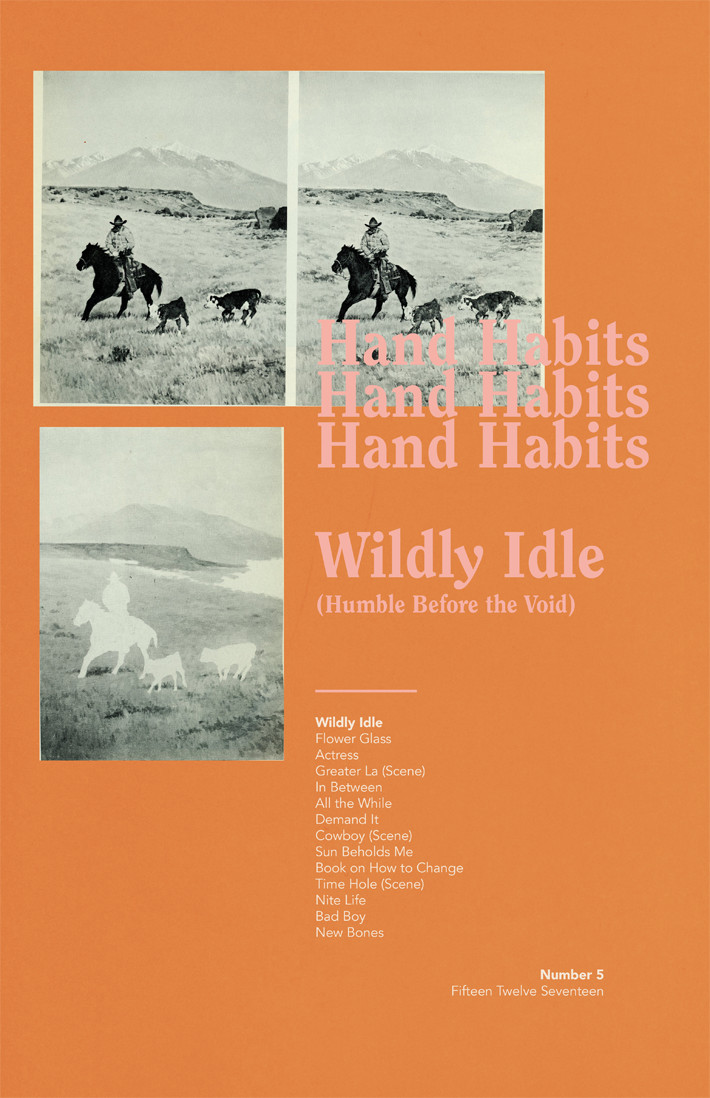 Hand Habits
Hand Habits
Hand Habits
Wildly Idle
(Humble Before the Void)
Wildly Idle
Flower Glass
Actress
Greater La (Scene)
In Between
All the While
Demand It
Cowboy (Scene)
Sun Beholds Me
Book on How to Change
Time Hole (Scene)
Nite Life
Bad Boy
New Bones
Number 5
Fifteen Twelve Seventeen